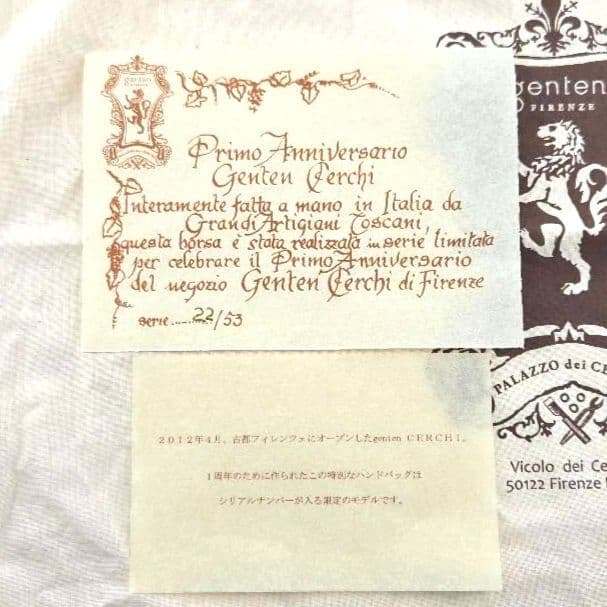 genten
Primo Anniversario
Genten Cerchi
Interamente fatta a mano in Italia da
Grandi Artigiani Toscani,
questa borsa è stata realizzata in serie limitata
per celebrare il Primo Anniversario
del negozio Genten Cerchi di Firenze
serie.........22/53
2012年4月、古都フィレンツェにオープンしたgenten CERCHI。
1周年のために作られたこの特別なハンドバッグは
シリアルナンバーが入る限定のモデルです。
genten
FIRENZE
PALAZZO dei CE
Vicolo dei Ce
50122 Firenze